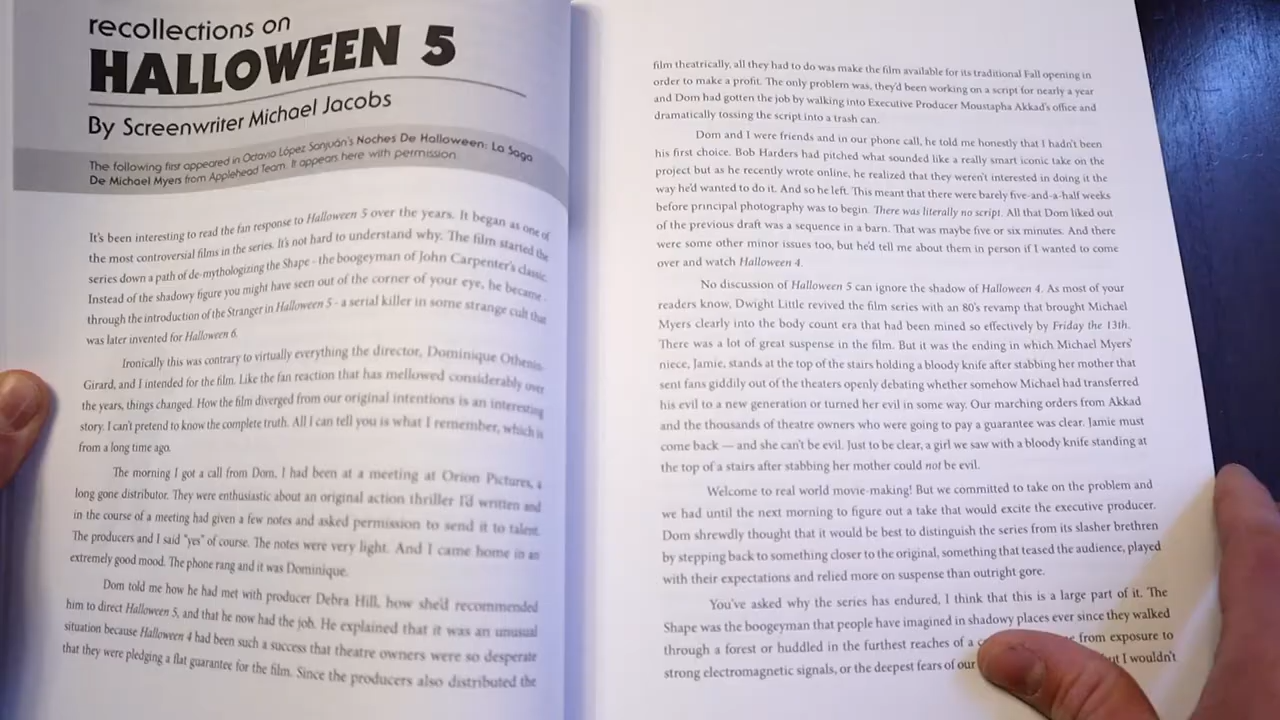 recollections on
HALLOWEEN 5
By Screenwriter Michael Jacobs
The following first appeared in Octavio López Sanjuán's Noches De Halloween: La Saga
De Michael Myers from Applehead Team. It appears here with permission.
It's been interesting to read the fan response to Halloween 5 over the years. It began as one of
the most controversial films in the series. It's not hard to understand why. The film started the
series down a path of de-mythologizing the Shape - the boogeyman of John Carpenter's classic.
Instead of the shadowy figure you might have seen out of the corner of your eye, he became -
through the introduction of the Stranger in Halloween 5 - a serial killer in some strange cult that
was later invented for Halloween 6.
Ironically this was contrary to virtually everything the director, Dominique Othenin-
Girard, and I intended for the film. Like the fan reaction that has mellowed considerably over
the years, things changed. How the film diverged from our original intentions is an interesting
story. I can't pretend to know the complete truth. All I can tell you is what I remember, which is
from a long time ago.
The morning I got a call from Dom, I had been at a meeting at Orion Pictures, a
long gone distributor. They were enthusiastic about an original action thriller I'd written and
in the course of a meeting had given a few notes and asked permission to send it to talent.
The producers and I said "yes" of course. The notes were very light. And I came home in an
extremely good mood. The phone rang and it was Dominique.
Dom told me how he had met with producer Debra Hill, how she'd recommended
him to direct Halloween 5, and that he now had the job. He explained that it was an unusual
situation because Halloween 4 had been such a success that theatre owners were so desperate
that they were pledging a flat guarantee for the film. Since the producers also distributed the
film theatrically, all they had to do was make the film available for its traditional Fall opening in
order to make a profit. The only problem was, they'd been working on a script for nearly a year
and Dom had gotten the job by walking into Executive Producer Moustapha Akkad's office and
dramatically tossing the script into a trash can.
Dom and I were friends and in our phone call, he told me honestly that I hadn't been
his first choice. Bob Harders had pitched what sounded like a really smart iconic take on the
project but as he recently wrote online, he realized that they weren't interested in doing it the
way he'd wanted to do it. And so he left. This meant that there were barely five-and-a-half weeks
before principal photography was to begin. There was literally no script. All that Dom liked out
of the previous draft was a sequence in a barn. That was maybe five or six minutes. And there
were some other minor issues too, but he'd tell me about them in person if I wanted to come
over and watch Halloween 4.
No discussion of Halloween 5 can ignore the shadow of Halloween 4. As most of your
readers know, Dwight Little revived the film series with an 80's revamp that brought Michael
Myers clearly into the body count era that had been mined so effectively by Friday the 13th.
There was a lot of great suspense in the film. But it was the ending in which Michael Myers'
niece, Jamie, stands at the top of the stairs holding a bloody knife after stabbing her mother that
sent fans giddily out of the theaters openly debating whether somehow Michael had transferred
his evil to a new generation or turned her evil in some way. Our marching orders from Akkad
and the thousands of theatre owners who were going to pay a guarantee was clear. Jamie must
come back — and she can't be evil. Just to be clear, a girl we saw with a bloody knife standing at
the top of a stairs after stabbing her mother could not be evil.
Welcome to real world movie-making! But we committed to take on the problem and
we had until the next morning to figure out a take that would excite the executive producer.
Dom shrewdly thought that it would be best to distinguish the series from its slasher brethren
by stepping back to something closer to the original, something that teased the audience, played
with their expectations and relied more on suspense than outright gore.
You've asked why the series has endured, I think that this is a large part of it. The
Shape was the boogeyman that people have imagined in shadowy places ever since they walked
through a forest or huddled in the furthest reaches of a from exposure to
strong electromagnetic signals, or the deepest fears of our but I wouldn't